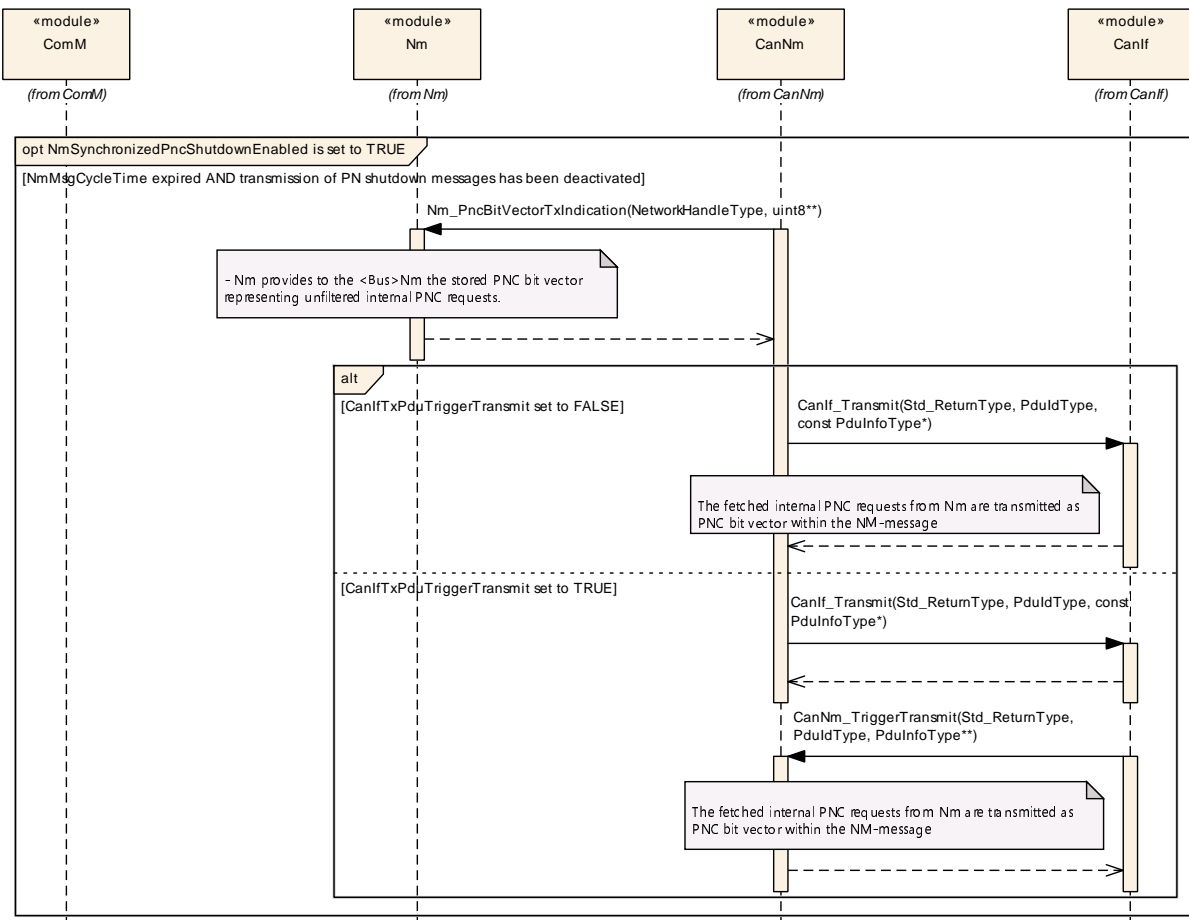 «module»
ComM
«module»
Nm
«module»
CanNm
«module»
CanIf
(from ComM)
(from Nm)
(from CanNm)
(from CanIf)
opt NmSynchronizedPncShutdownEnabled is set to TRUE
[NmMsgCycleTime expired AND transmission of PN shutdown messages has been deactivated]
Nm_PncBitVectorTxIndication(NetworkHandleType, uint8**)
- Nm provides to the <Bus>Nm the stored PNC bit vector
representing unfiltered internal PNC requests.
alt
[CanIfTxPduTriggerTransmit set to FALSE]
CanIf_Transmit(Std_ReturnType, PduIdType,
const PduInfoType*)
The fetched internal PNC requests from Nm are transmitted as
PNC bit vector within the NM-message
[CanIfTxPduTriggerTransmit set to TRUE]
CanIf_Transmit(Std_ReturnType, PduIdType, const
PduInfoType*)
CanNm_TriggerTransmit(Std_ReturnType,
PduIdType, PduInfoType**)
The fetched internal PNC requests from Nm are transmitted as
PNC bit vector within the NM-message